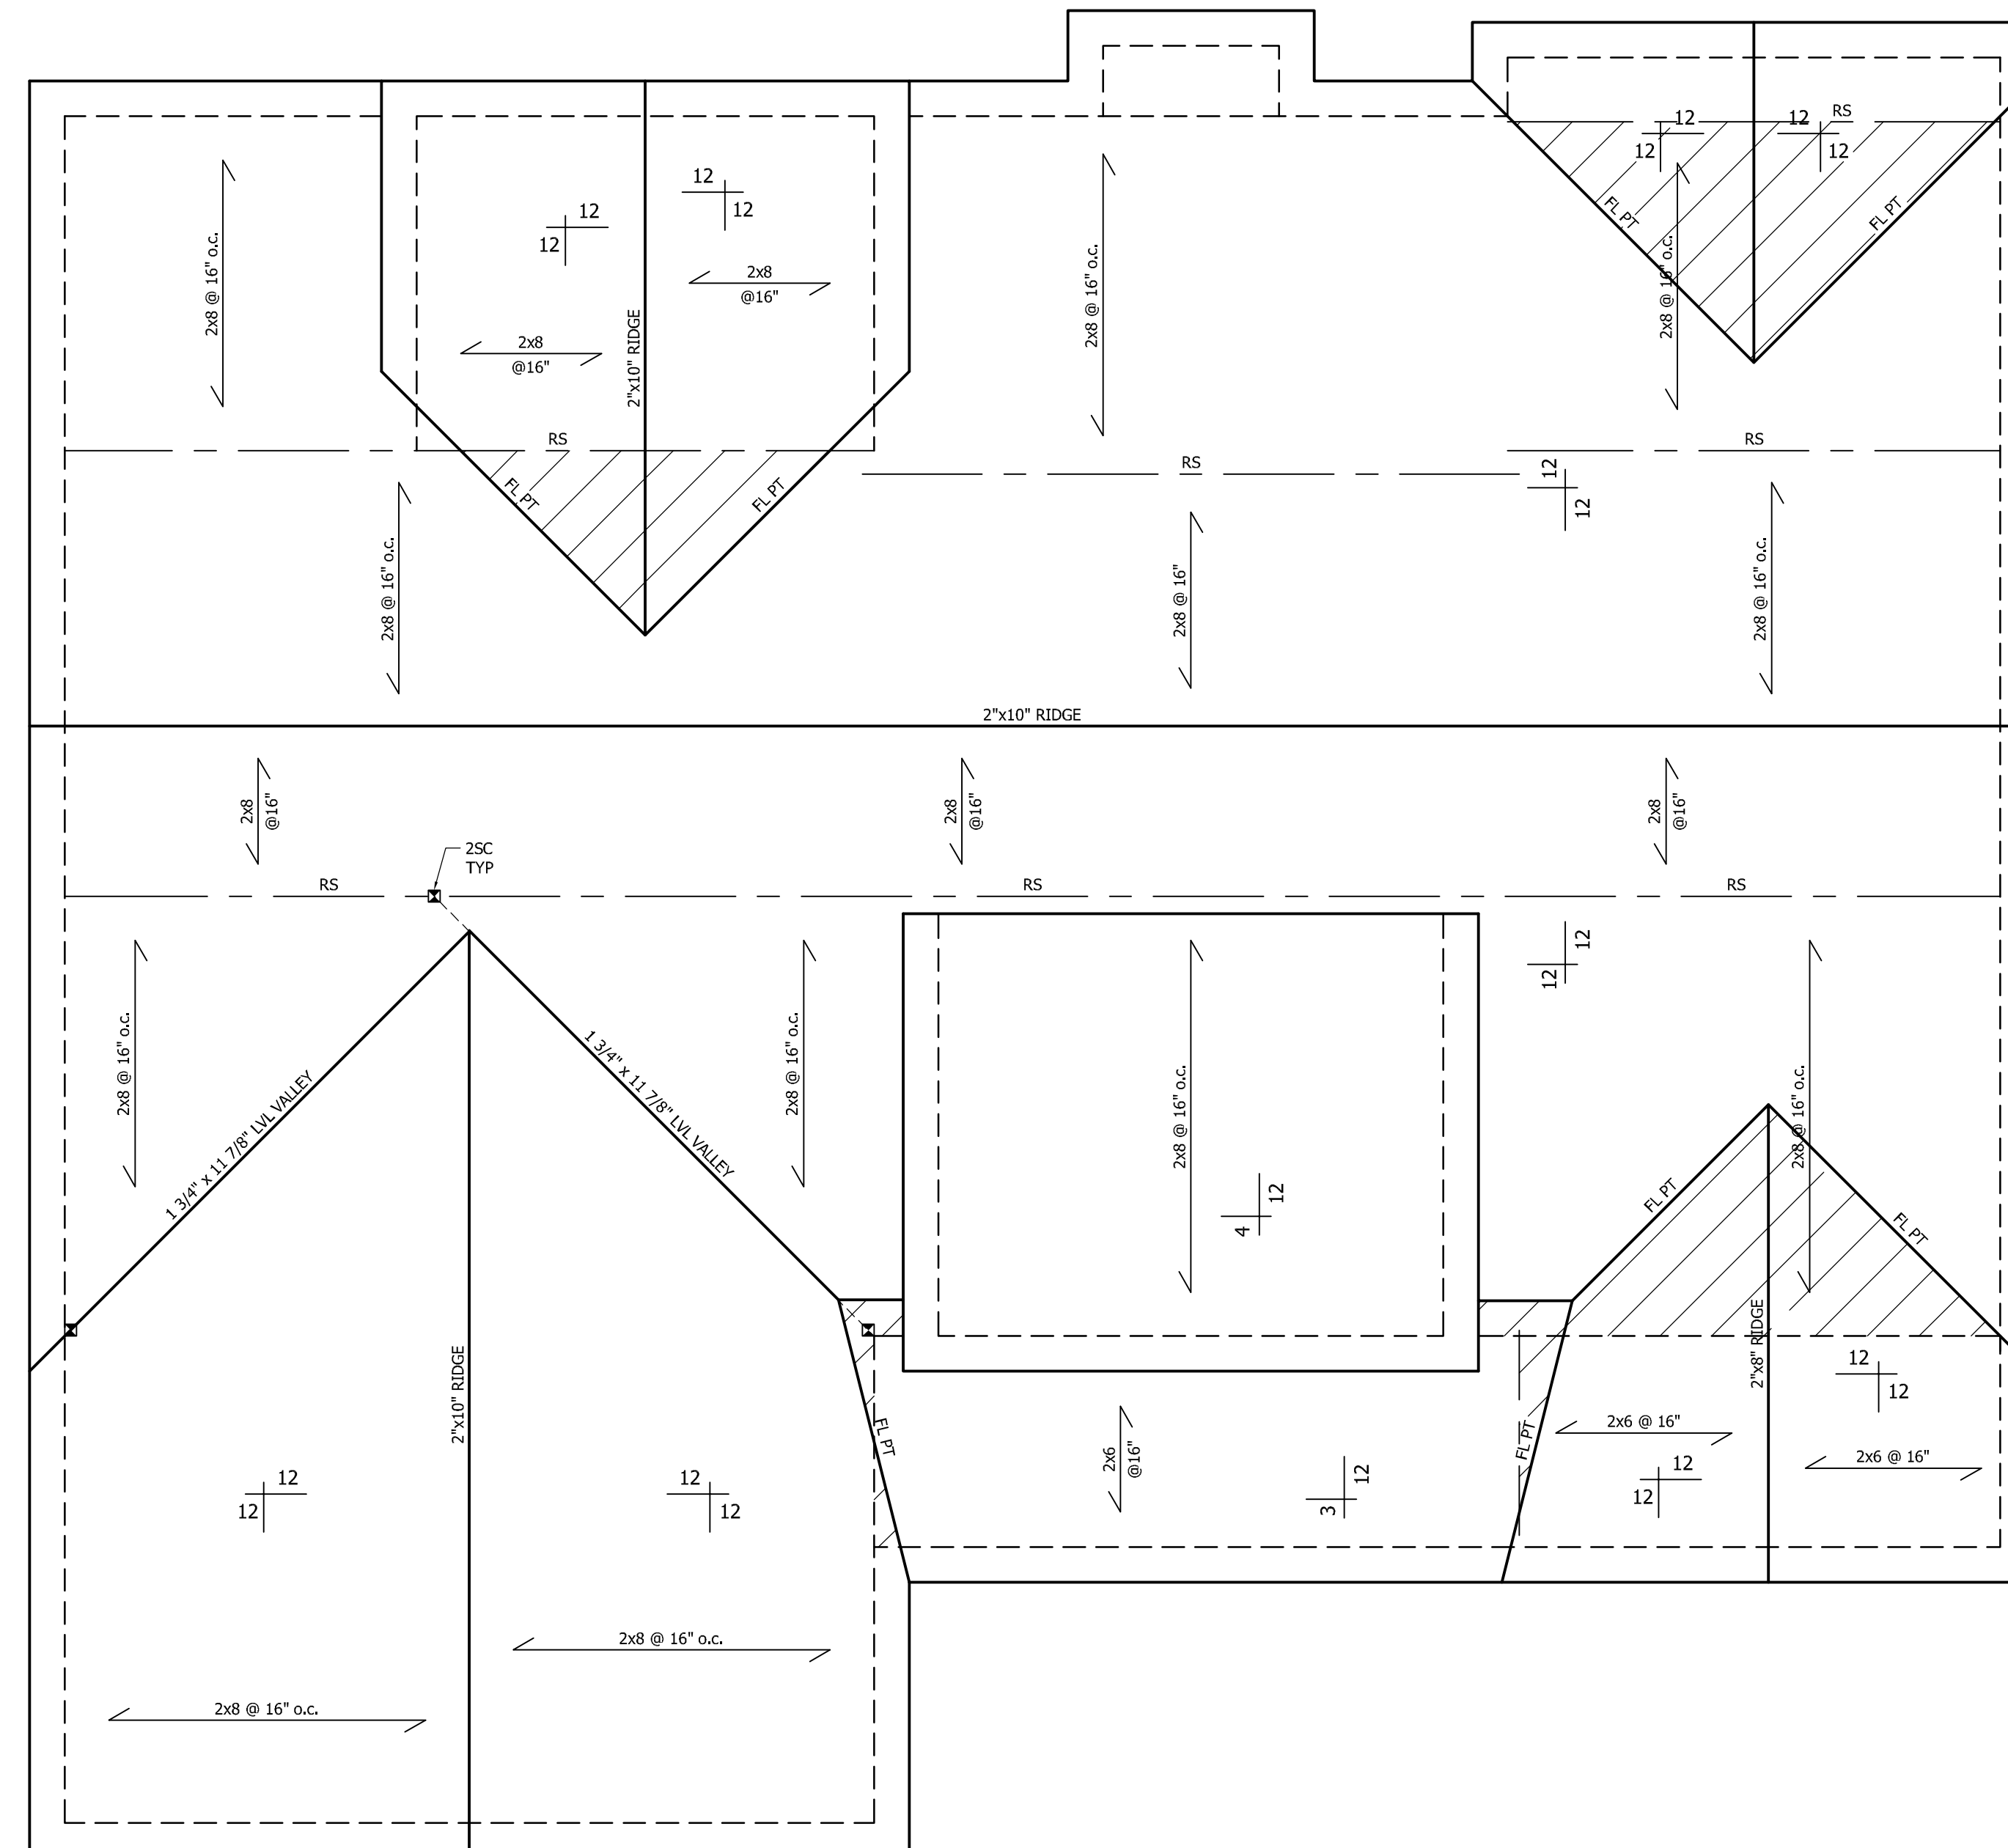 12
12
RS
12
12
12
12
12
12
FL PT
FL PT
2x8 @ 16" o.c.
2x8
@16"
2x8 @ 16" o.c.
2x8 @ 16" o.c.
2x8
@16"
2"x10" RIDGE
RS
RS
RS
12
12
FL PT
FL PT
2x8 @ 16" o.c.
2x8 @ 16"
2x8 @ 16" o.c.
2"x10" RIDGE
2x8
@16"
2x8
@16"
2x8
@16"
2SC
TYP
RS
RS
RS
12
12
2x8 @ 16" o.c.
1 3/4" x 11 7/8" LVL VALLEY
1 3/4" x 11 7/8" LVL VALLEY
2x8 @ 16" o.c.
2x8 @ 16" o.c.
2x8 @ 16" o.c.
12
4
FL PT
FL PT
2"x10" RIDGE
2"x8" RIDGE
12
12
FL PT
2x6
@16"
FL PT
2x6 @ 16"
2x6 @ 16"
12
12
12
12
12
3
12
12
2x8 @ 16" o.c.
2x8 @ 16" o.c.